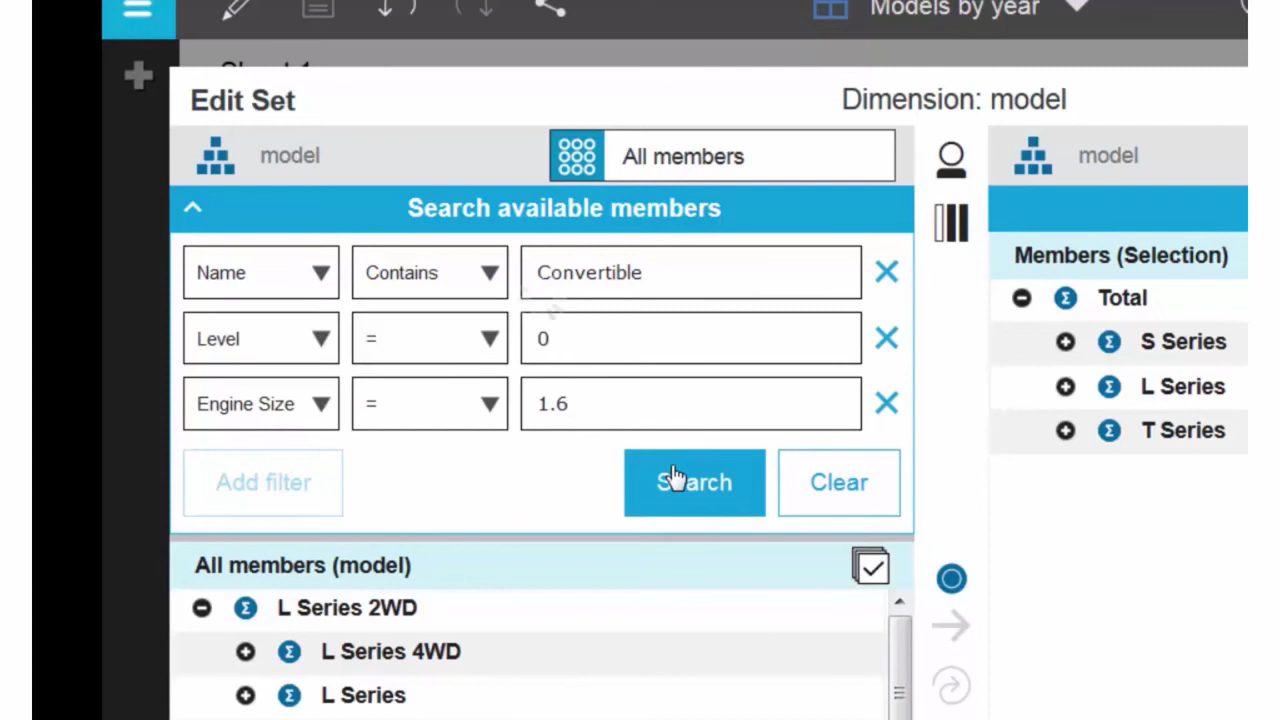 Models by year
Edit Set
Dimension: model
model
All members
model
Search available members
Name
Contains
Convertible
Level
=
0
Engine Size
=
1.6
Add filter
Search
Clear
Members (Selection)
Total
S Series
L Series
T Series
All members (model)
L Series 2WD
L Series 4WD
L Series